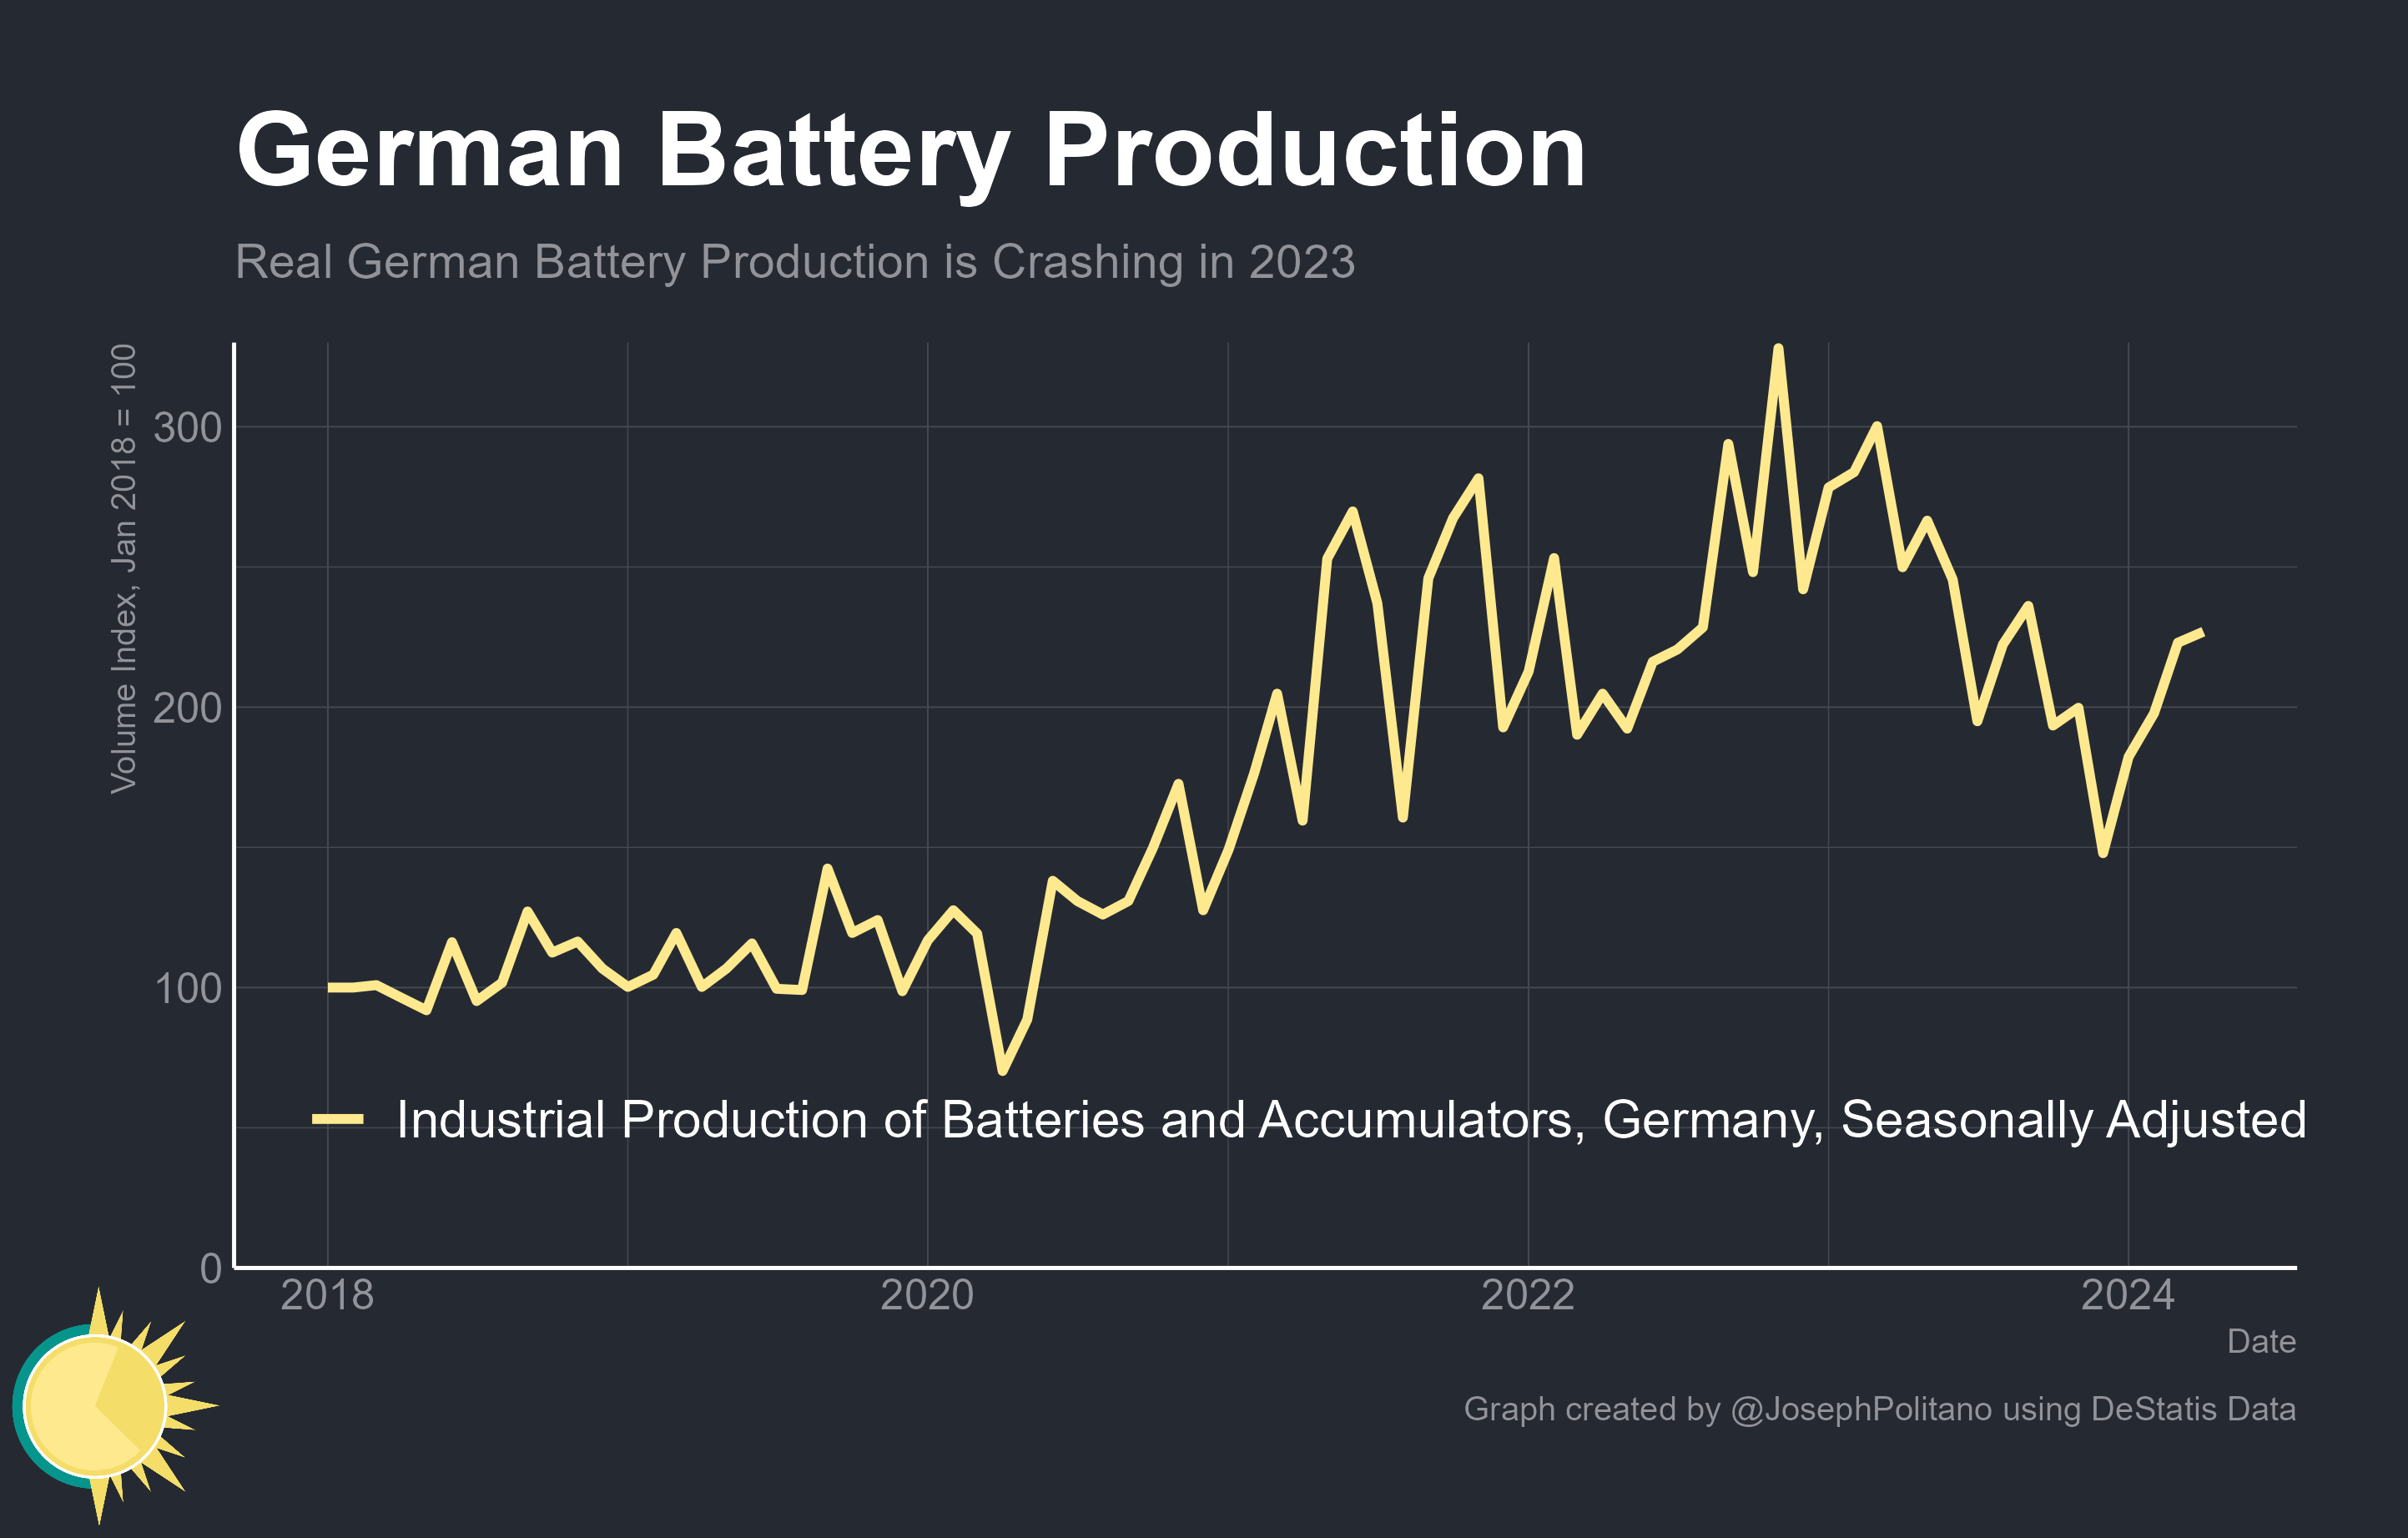 German Battery Production
Real German Battery Production is Crashing in 2023
Volume Index, Jan 2018 = 100
300
200
100
0
Industrial Production of Batteries and Accumulators, Germany, Seasonally Adjusted
2018 2020 2022 2024
Date
Graph created by @JosephPolitano using DeStatis Data